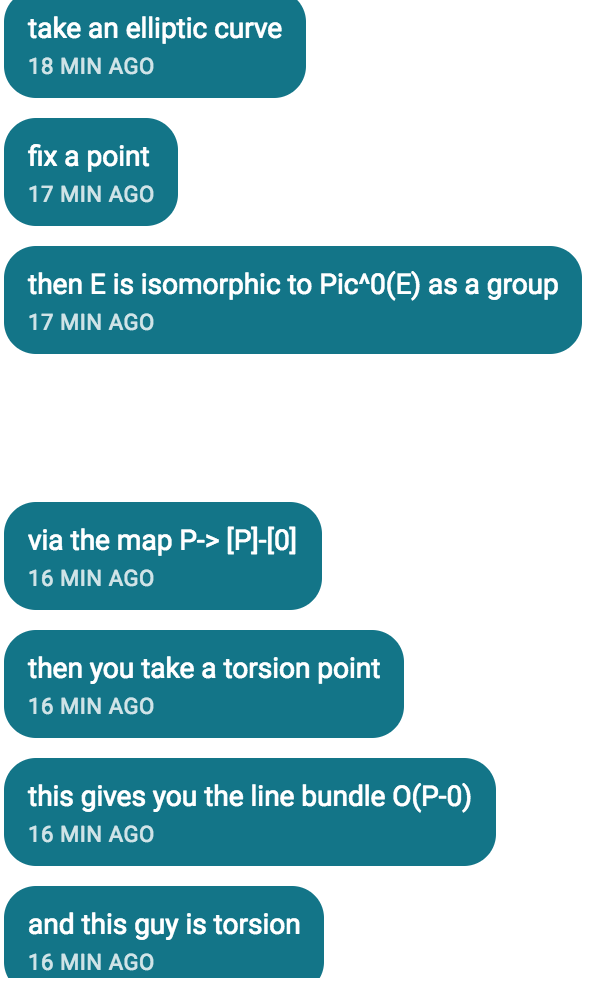 take an elliptic curve
18 MIN AGO
fix a point
17 MIN AGO
then E is isomorphic to Pic^0(E) as a group
17 MIN AGO
via the map P-> [P]-[0]
16 MIN AGO
then you take a torsion point
16 MIN AGO
this gives you the line bundle O(P-0)
16 MIN AGO
and this guy is torsion
16 MIN AGO